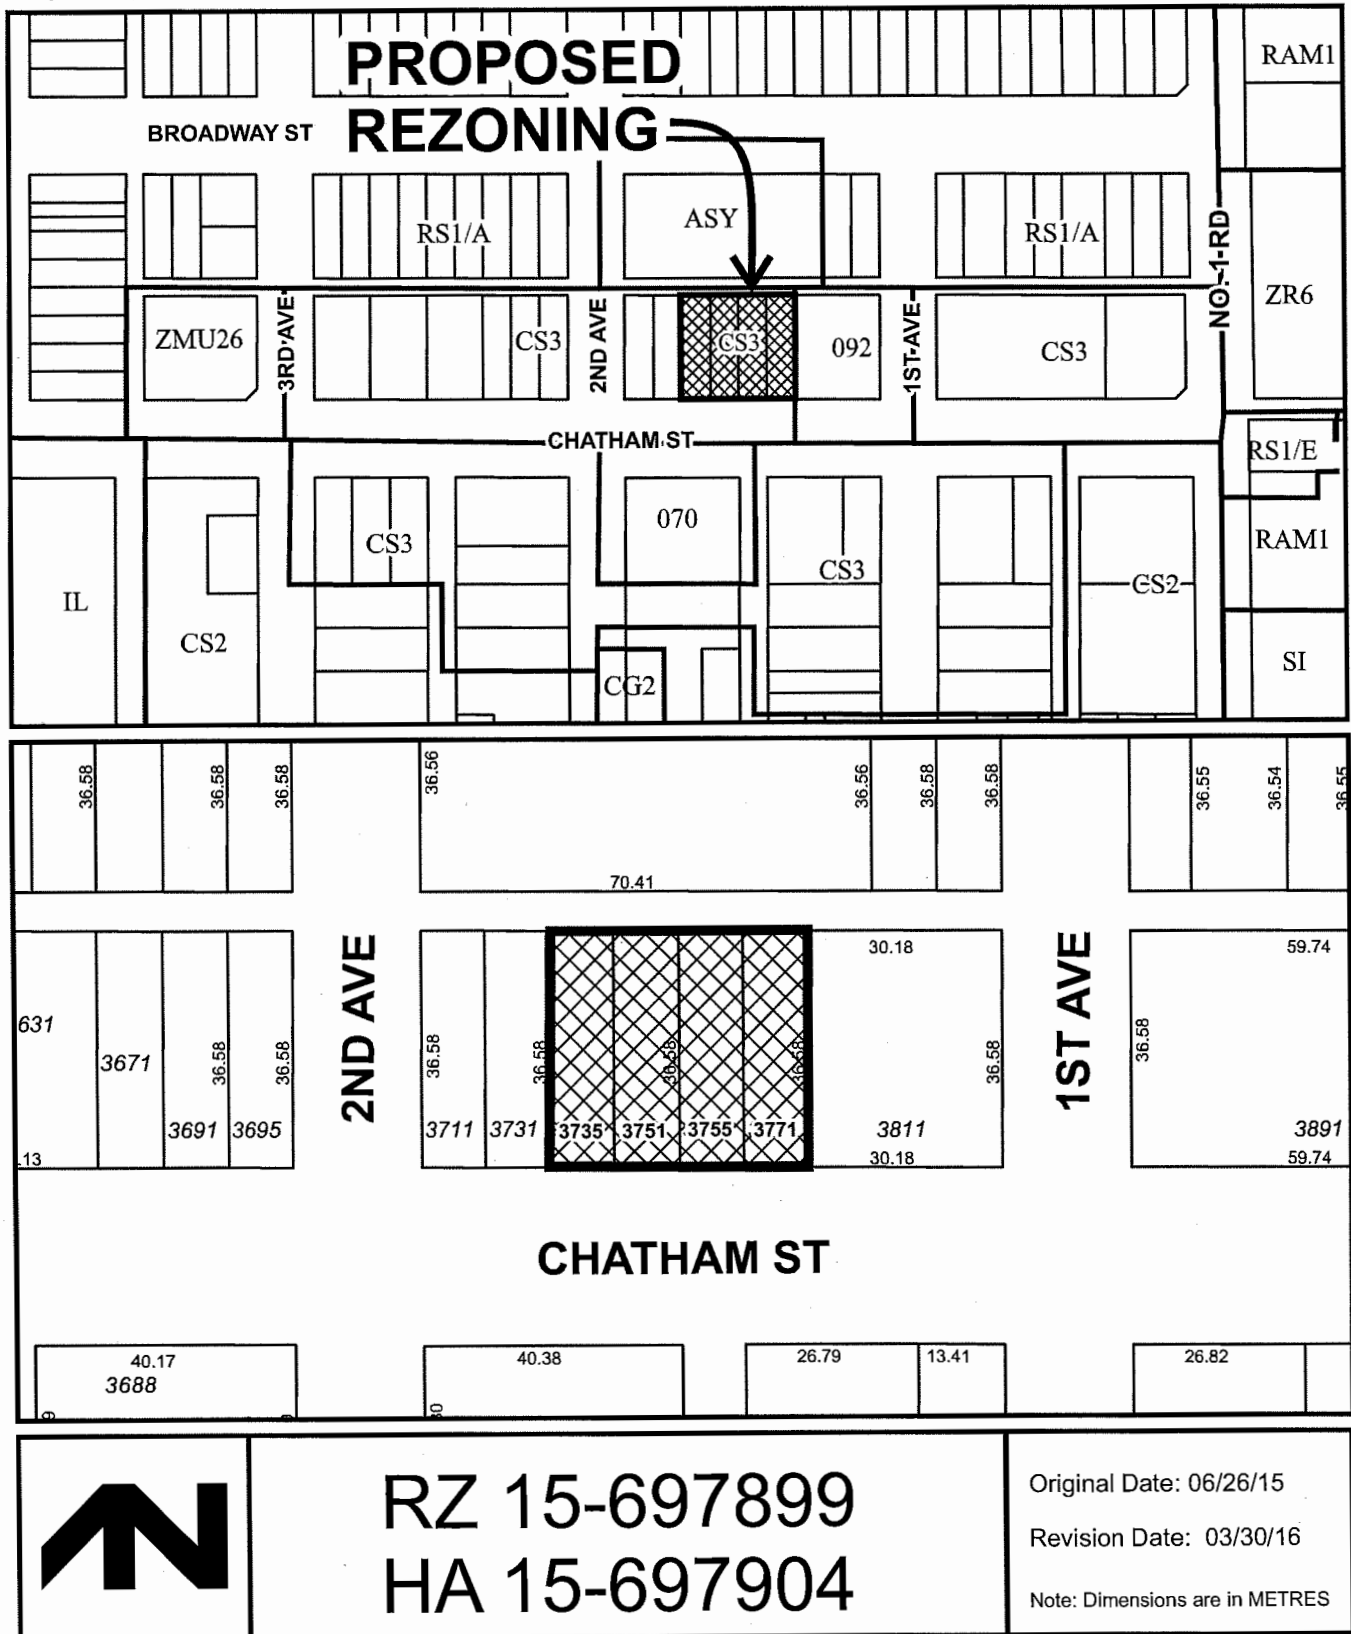 PROPOSED
REZONING
RAM1
BROADWAY ST
RS1/A
ASY
RS1/A
NO. 1 RD
ZR6
ZMU26
3RD AVE
CS3
2ND AVE
CS3
092
1ST AVE
CS3
CHATHAM ST
RS1/E
IL
CS2
CS3
070
CS3
CS2
RAM1
CG2
SI
36.58
36.58
36.58
36.56
36.56
36.58
36.58
36.55
36.54
36.55
70.41
631
3671
36.58
36.58
3691
3695
.13
2ND AVE
36.58
36.58
36.58
36.58
3711
3731
3735
3751
3755
3771
30.18
36.58
3811
30.18
1ST AVE
59.74
36.58
3891
59.74
CHATHAM ST
40.17
3688
40.38
26.79
13.41
26.82
RZ 15-697899
HA 15-697904
Original Date: 06/26/15
Revision Date: 03/30/16
Note: Dimensions are in METRES